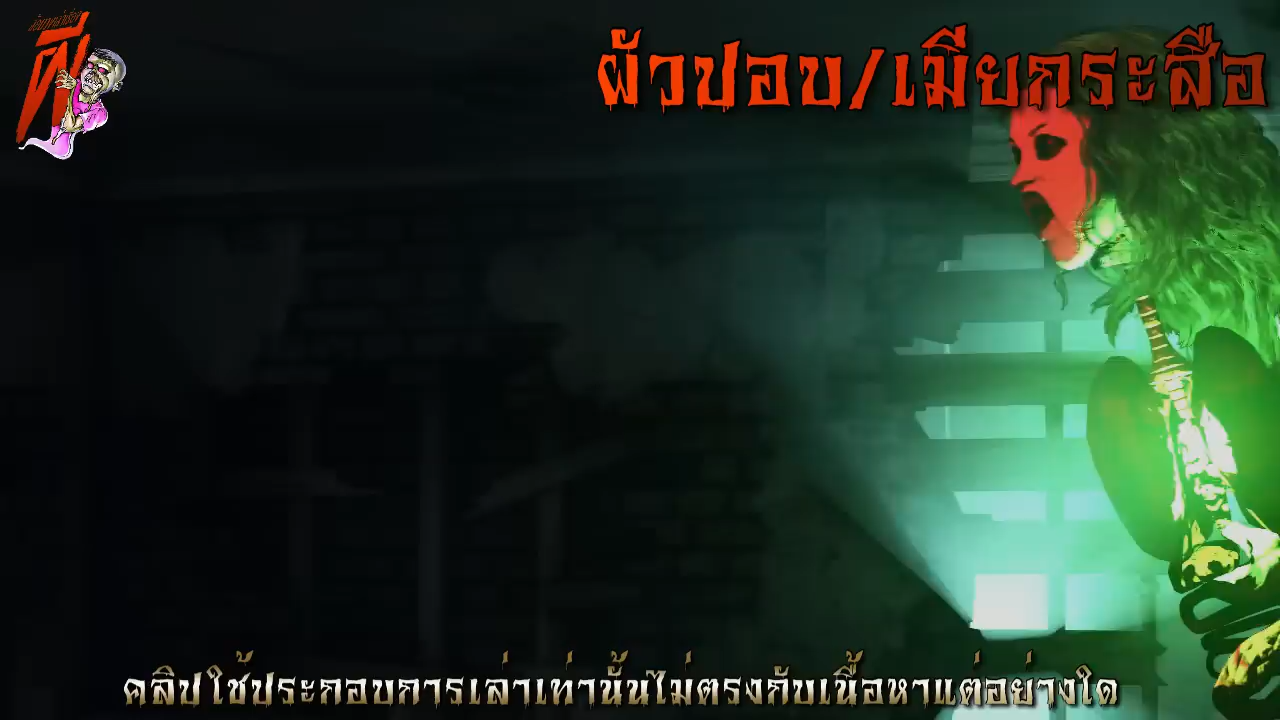 ผี
ผัวปอบ/เมียกระสือ
คลิปใช้ประกอบการเล่าเท่านั้นไม่ตรงกับเนื้อหาแต่อย่างใด